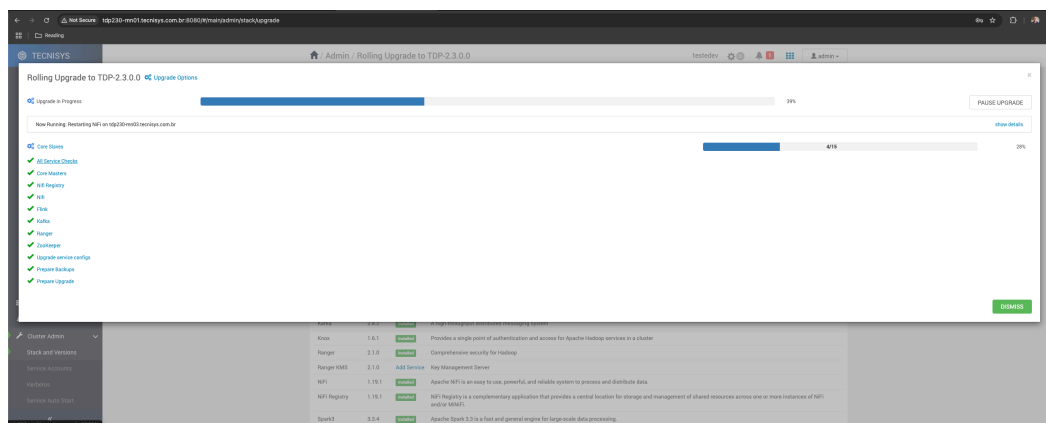 Not Secure tdp230-mn01.tecnisys.com.br:8080/#/main/admin/stack/upgrade
Reading
TECNISYS
/ Admin / Rolling Upgrade to TDP-2.3.0.0
testedev
admin
Rolling Upgrade to TDP-2.3.0.0 Upgrade Options
×
Upgrade in Progress
39%
PAUSE UPGRADE
Now Running: Restarting NiFi on tdp230-mn03.tecnisys.com.br
show details
Core Slaves
4/15
28%
All Service Checks
Core Masters
Nifi Registry
Nifi
Flink
Kafka
Ranger
ZooKeeper
Upgrade service configs
Prepare Backups
Prepare Upgrade
DISMISS
Cluster Admin
Stack and Versions
Service Accounts
Kerberos
Service Auto Start
A high-throughput distributed messaging system
Knox 1.6.1 Installed Provides a single point of authentication and access for Apache Hadoop services in a cluster
Ranger 2.1.0 Installed Comprehensive security for Hadoop
Ranger KMS 2.1.0 Add Service Key Management Server
NiFi 1.19.1 Installed Apache NiFi is an easy to use, powerful, and reliable system to process and distribute data.
NiFi Registry 1.19.1 Installed NiFi Registry is a complementary application that provides a central location for storage and management of shared resources across one or more instances of NiFi
and/or MiNiFi.
Spark3 3.3.4 Installed Apache Spark 3.3 is a fast and general engine for large-scale data processing.